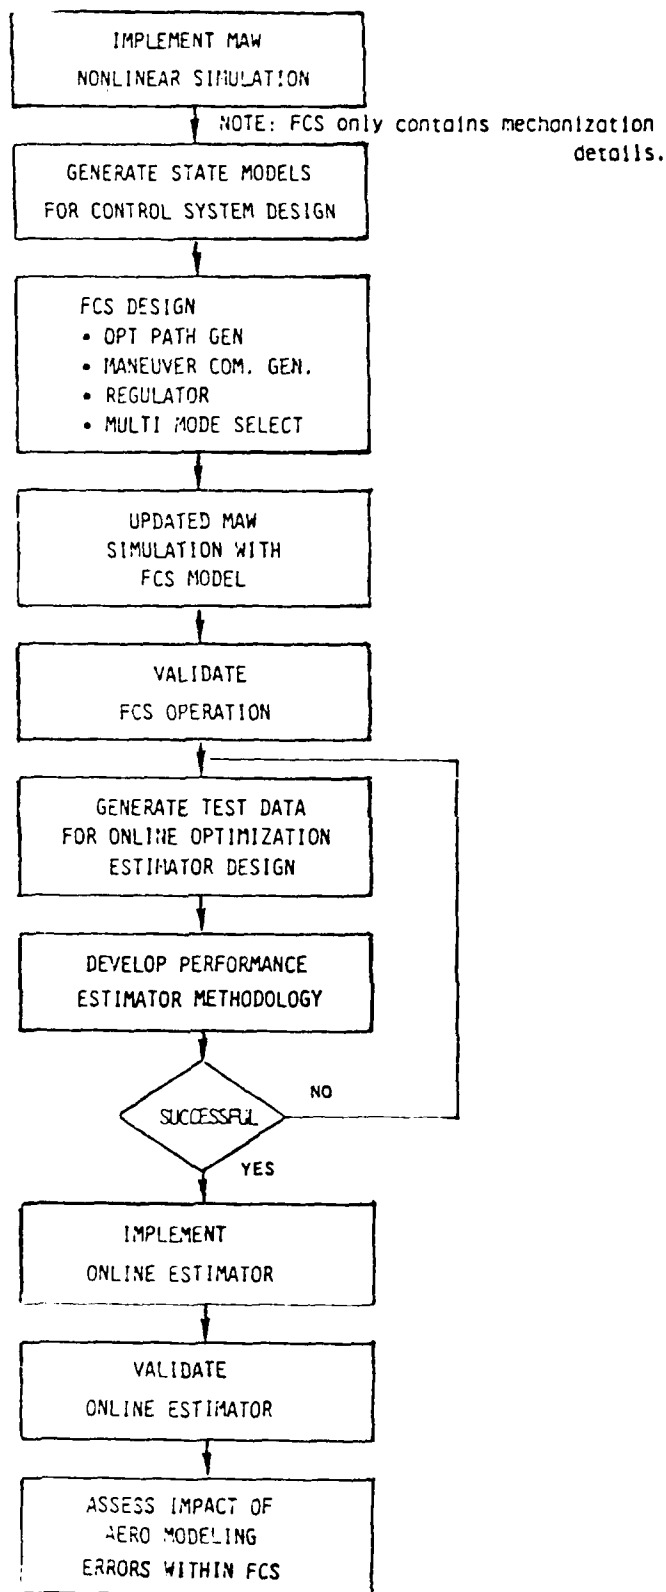 IMPLEMENT MAW
NONLINEAR SIMULATION
NOTE: FCS only contains mechanization
details.
GENERATE STATE MODELS
FOR CONTROL SYSTEM DESIGN
FCS DESIGN
• OPT PATH GEN
• MANEUVER COM. GEN.
• REGULATOR
• MULTI MODE SELECT
UPDATED MAW
SIMULATION WITH
FCS MODEL
VALIDATE
FCS OPERATION
GENERATE TEST DATA
FOR ONLINE OPTIMIZATION
ESTIMATOR DESIGN
DEVELOP PERFORMANCE
ESTIMATOR METHODOLOGY
NO
SUCCESSFUL
YES
IMPLEMENT
ONLINE ESTIMATOR
VALIDATE
ONLINE ESTIMATOR
ASSESS IMPACT OF
AERO MODELING
ERRORS WITHIN FCS